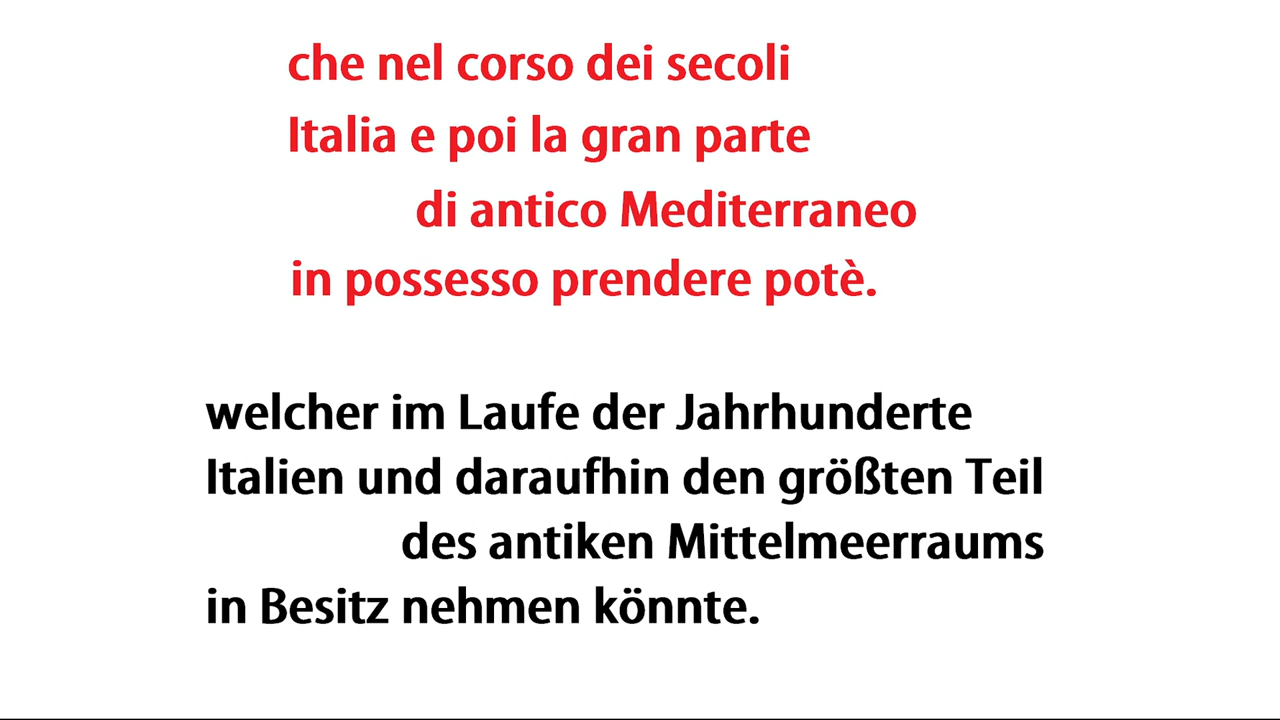 che nel corso dei secoli
Italia e poi la gran parte
di antico Mediterraneo
in possesso prendere potè.
welcher im Laufe der Jahrhunderte
Italien und daraufhin den größten Teil
des antiken Mittelmeerraums
in Besitz nehmen könnte.